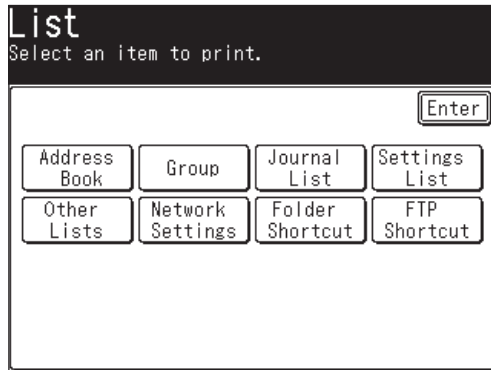 List
Select an item to print.
Enter
Address Book
Group
Journal List
Settings List
Other Lists
Network Settings
Folder Shortcut
FTP Shortcut